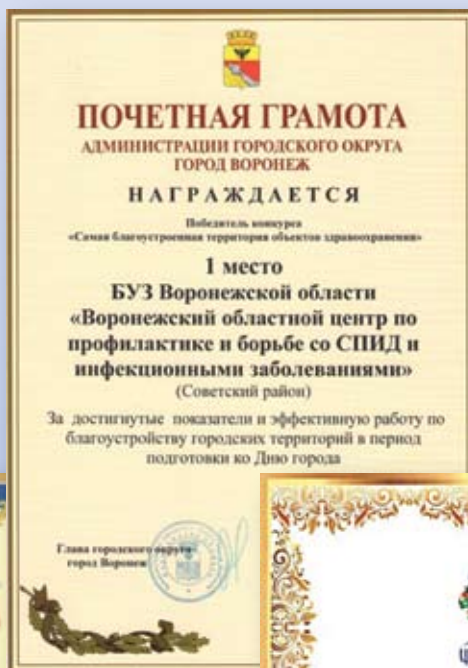 ПОЧЕТНАЯ ГРАМОТА
АДМИНИСТРАЦИИ ГОРОДСКОГО ОКРУГА
ГОРОД ВОРОНЕЖ
НАГРАЖДАЕТСЯ
Победитель конкурса
«Самая благоустроенная территория объектов здравоохранения»
1 место
БУЗ Воронежской области
«Воронежский областной центр по
профилактике и борьбе со СПИД и
инфекционными заболеваниями»
(Советский район)
За достигнутые показатели и эффективную работу по
благоустройству городских территорий в период
подготовки ко Дню города
Глава городского округа
город Воронеж